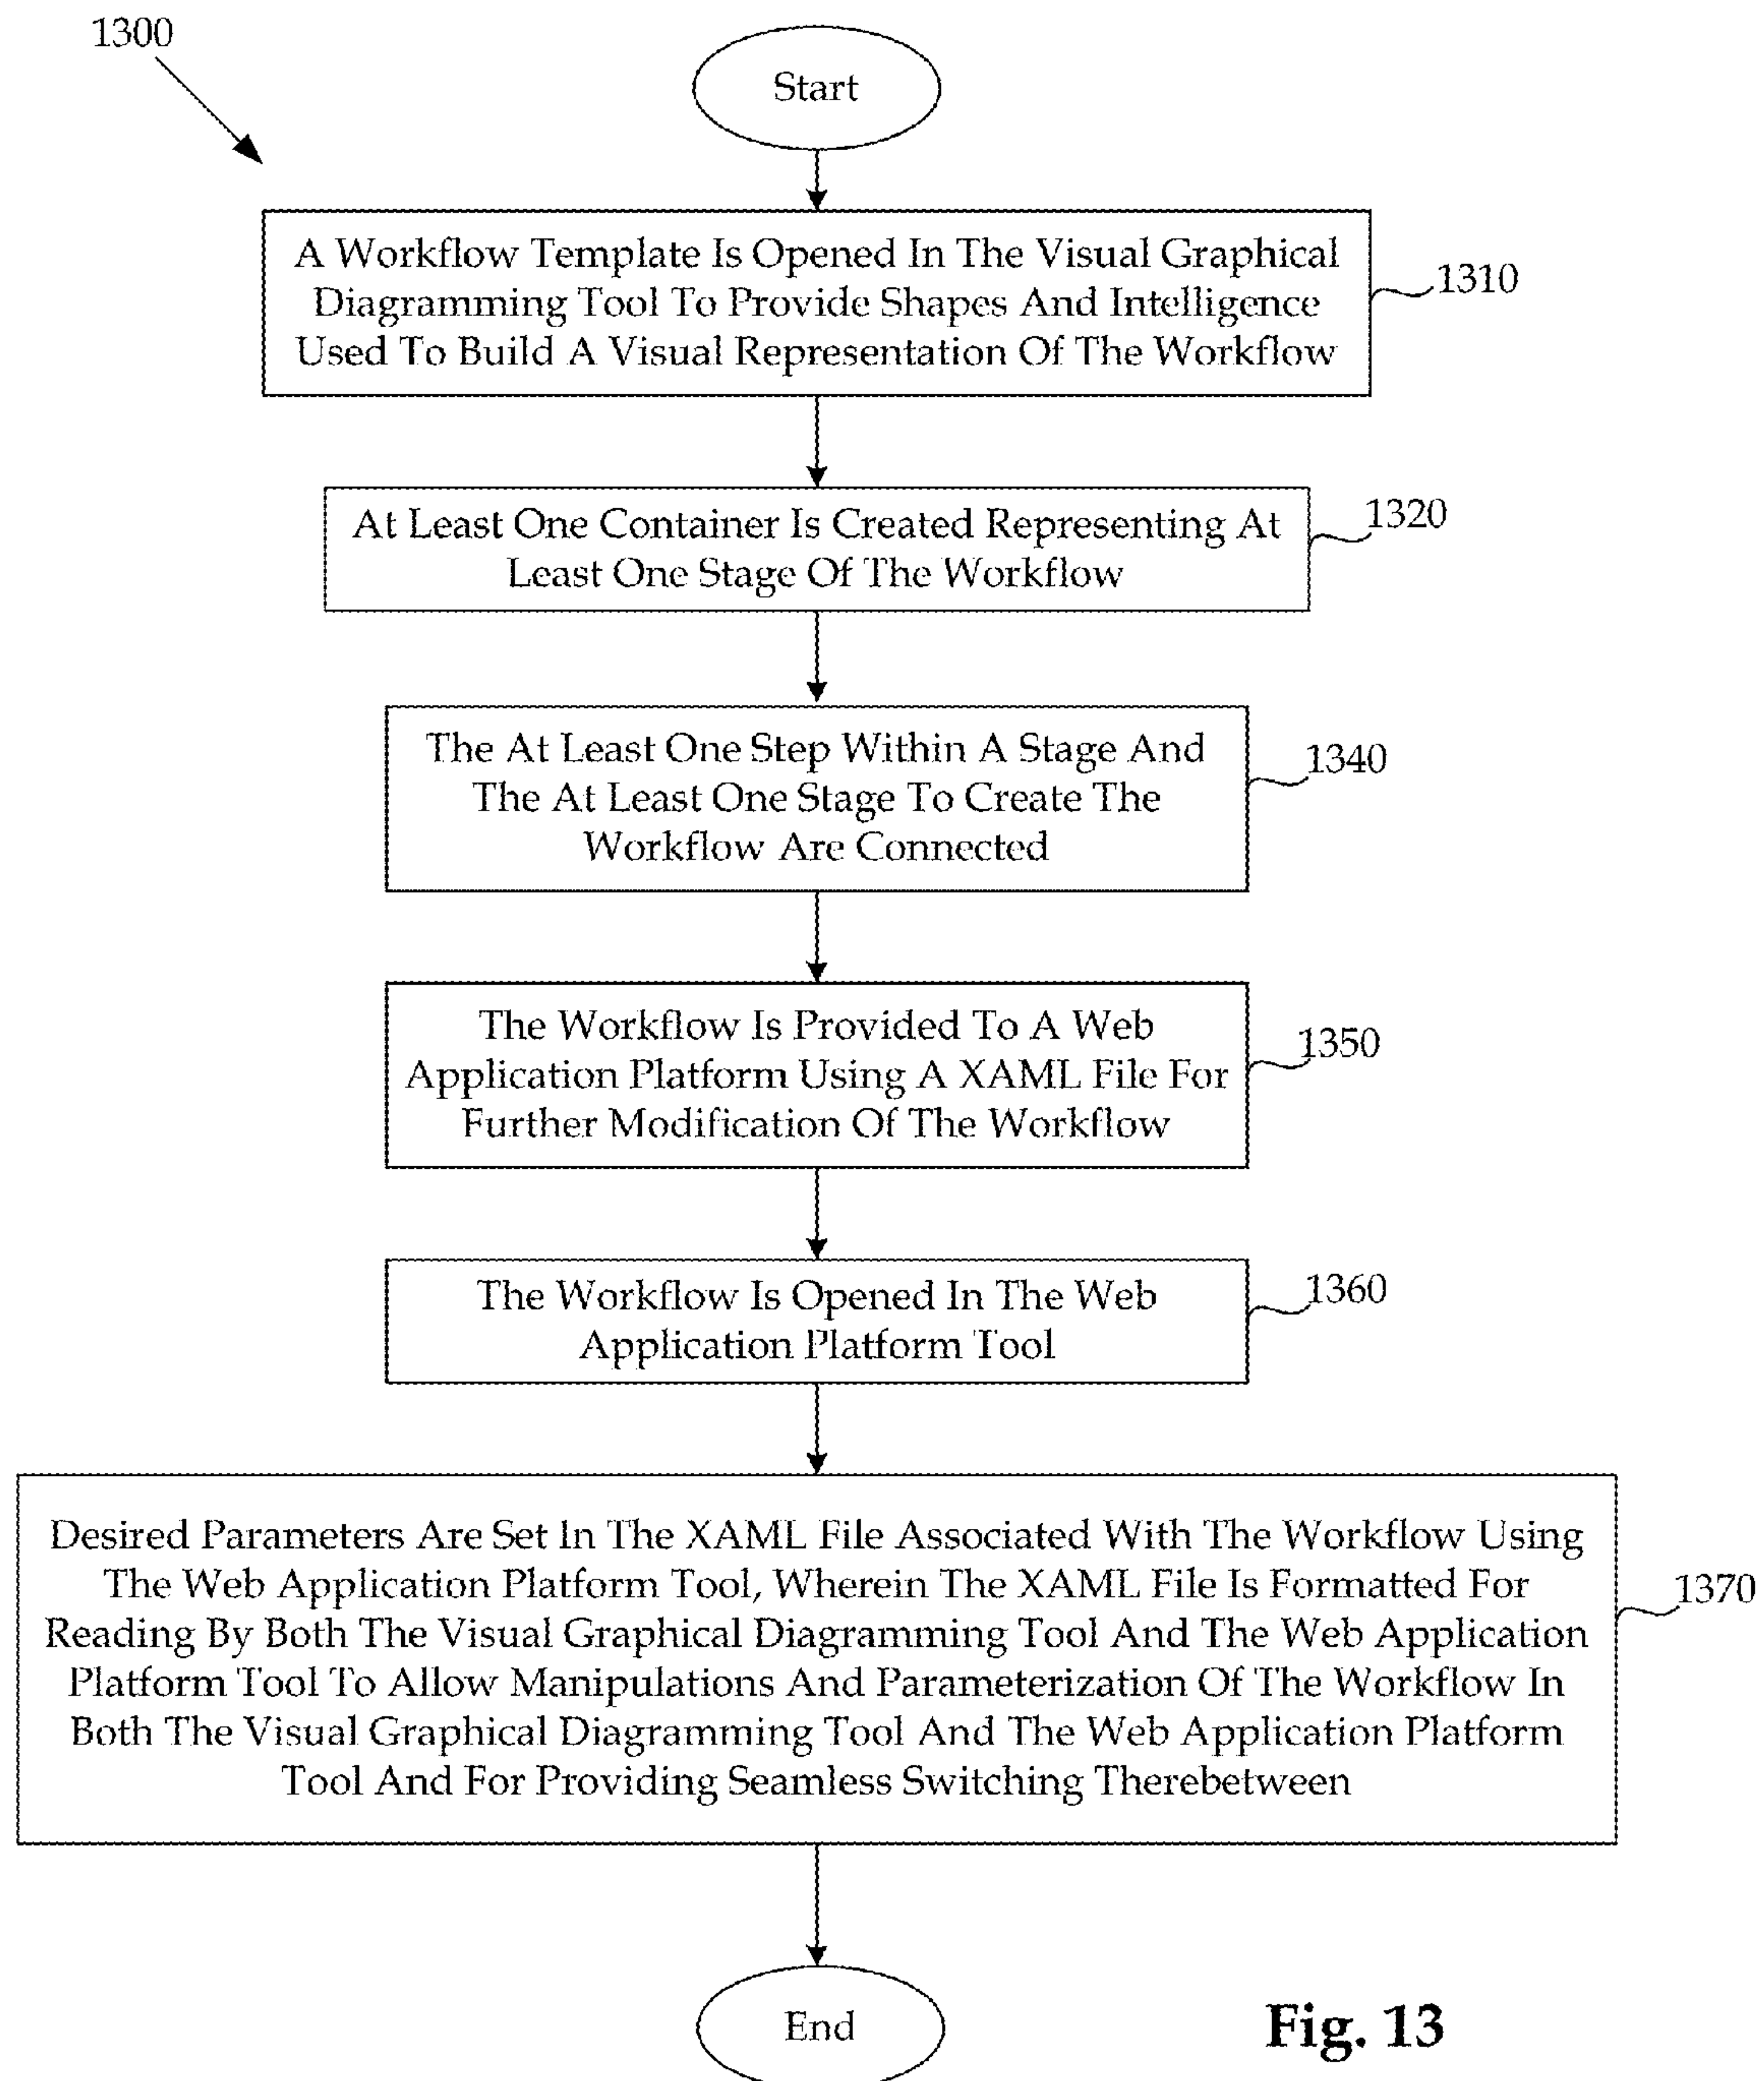 1300
Start
A Workflow Template Is Opened In The Visual Graphical
Diagramming Tool To Provide Shapes And Intelligence
Used To Build A Visual Representation Of The Workflow
1310
At Least One Container Is Created Representing At
Least One Stage Of The Workflow
1320
The At Least One Step Within A Stage And
The At Least One Stage To Create The
Workflow Are Connected
1340
The Workflow Is Provided To A Web
Application Platform Using A XAML File For
Further Modification Of The Workflow
1350
The Workflow Is Opened In The Web
Application Platform Tool
1360
Desired Parameters Are Set In The XAML File Associated With The Workflow Using
The Web Application Platform Tool, Wherein The XAML File Is Formatted For
Reading By Both The Visual Graphical Diagramming Tool And The Web Application
Platform Tool To Allow Manipulations And Parameterization Of The Workflow In
Both The Visual Graphical Diagramming Tool And The Web Application Platform
Tool And For Providing Seamless Switching Therebetween
1370
End
Fig. 13